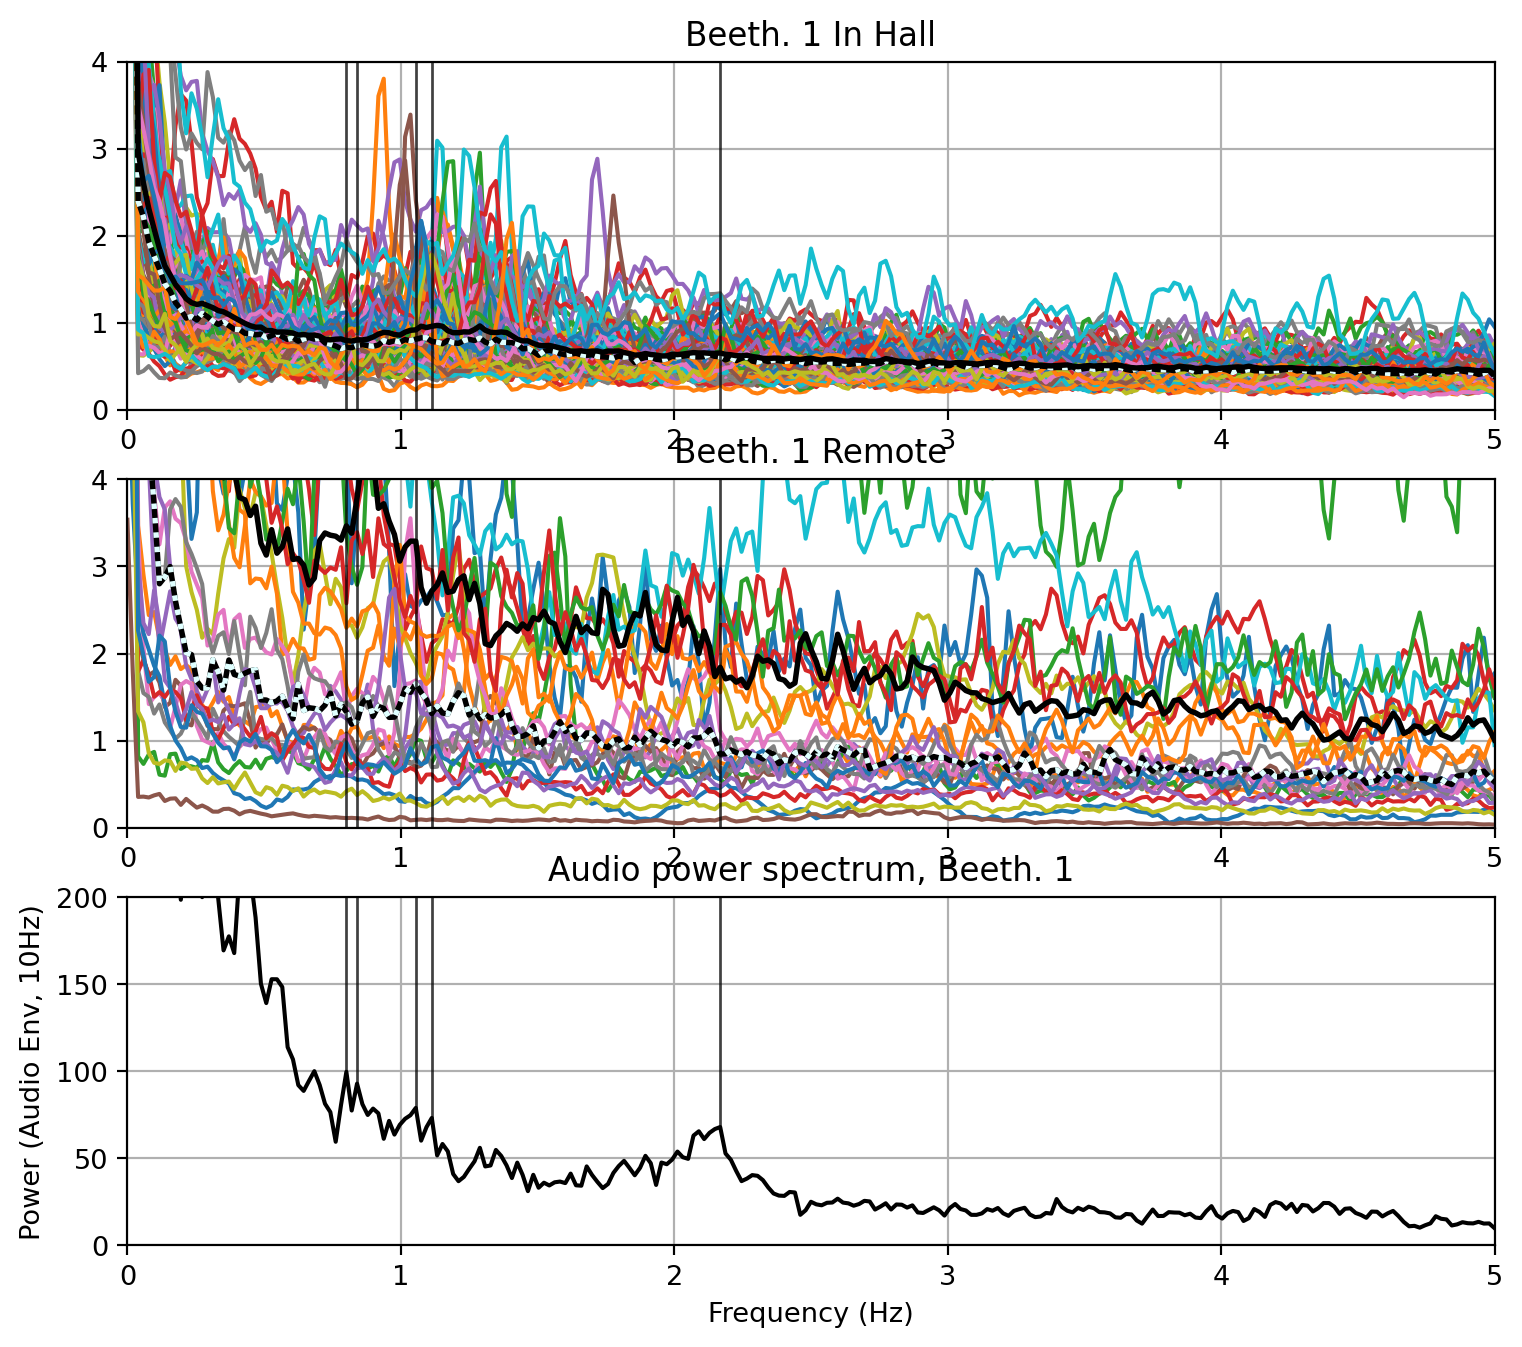 Beeth. 1 In Hall
4
3
2
1
0
0 1 2 3 4 5
Beeth. 1 Remote
4
3
2
1
0
0 1 2 3 4 5
Audio power spectrum, Beeth. 1
200
150
100
50
0
Power (Audio Env, 10Hz)
0 1 2 3 4 5
Frequency (Hz)